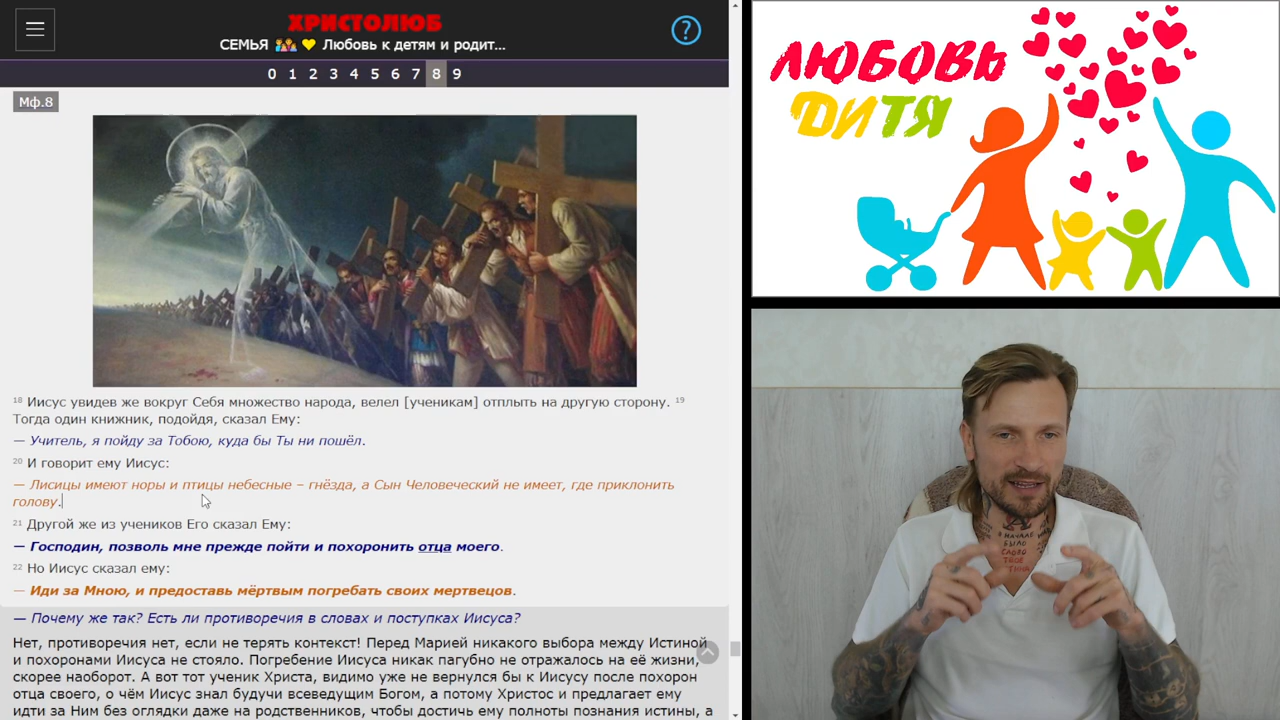 ХРИСТОЛЮБ
СЕМЬЯ 👫 💛 Любовь к детям и родит...
?
0 1 2 3 4 5 6 7 8 9
Мф.8
18 Иисус увидев же вокруг Себя множество народа, велел [ученикам] отплыть на другую сторону. 19
Тогда один книжник, подойдя, сказал Ему:
— Учитель, я пойду за Тобою, куда бы Ты ни пошёл.
20 И говорит ему Иисус:
— Лисицы имеют норы и птицы небесные – гнёзда, а Сын Человеческий не имеет, где приклонить
голову.
21 Другой же из учеников Его сказал Ему:
— Господин, позволь мне прежде пойти и похоронить отца моего.
22 Но Иисус сказал ему:
— Иди за Мною, и предоставь мёртвым погребать своих мертвецов.
— Почему же так? Есть ли противоречия в словах и поступках Иисуса?
Нет, противоречия нет, если не терять контекст! Перед Марией никакого выбора между Истиной
и похоронами Иисуса не стояло. Погребение Иисуса никак пагубно не отражалось на её жизни,
скорее наоборот. А вот тот ученик Христа, видимо уже не вернулся бы к Иисусу после похорон
отца своего, о чём Иисус знал будучи всеведущим Богом, а потому Христос и предлагает ему
идти за Ним без оглядки даже на родственников, чтобы достичь ему полноты познания истины, а
ЛЮБОВЬ
ДИТЯ
В НАЧАЛЕ
БЫЛО
СЛОВО
ТВОЕ